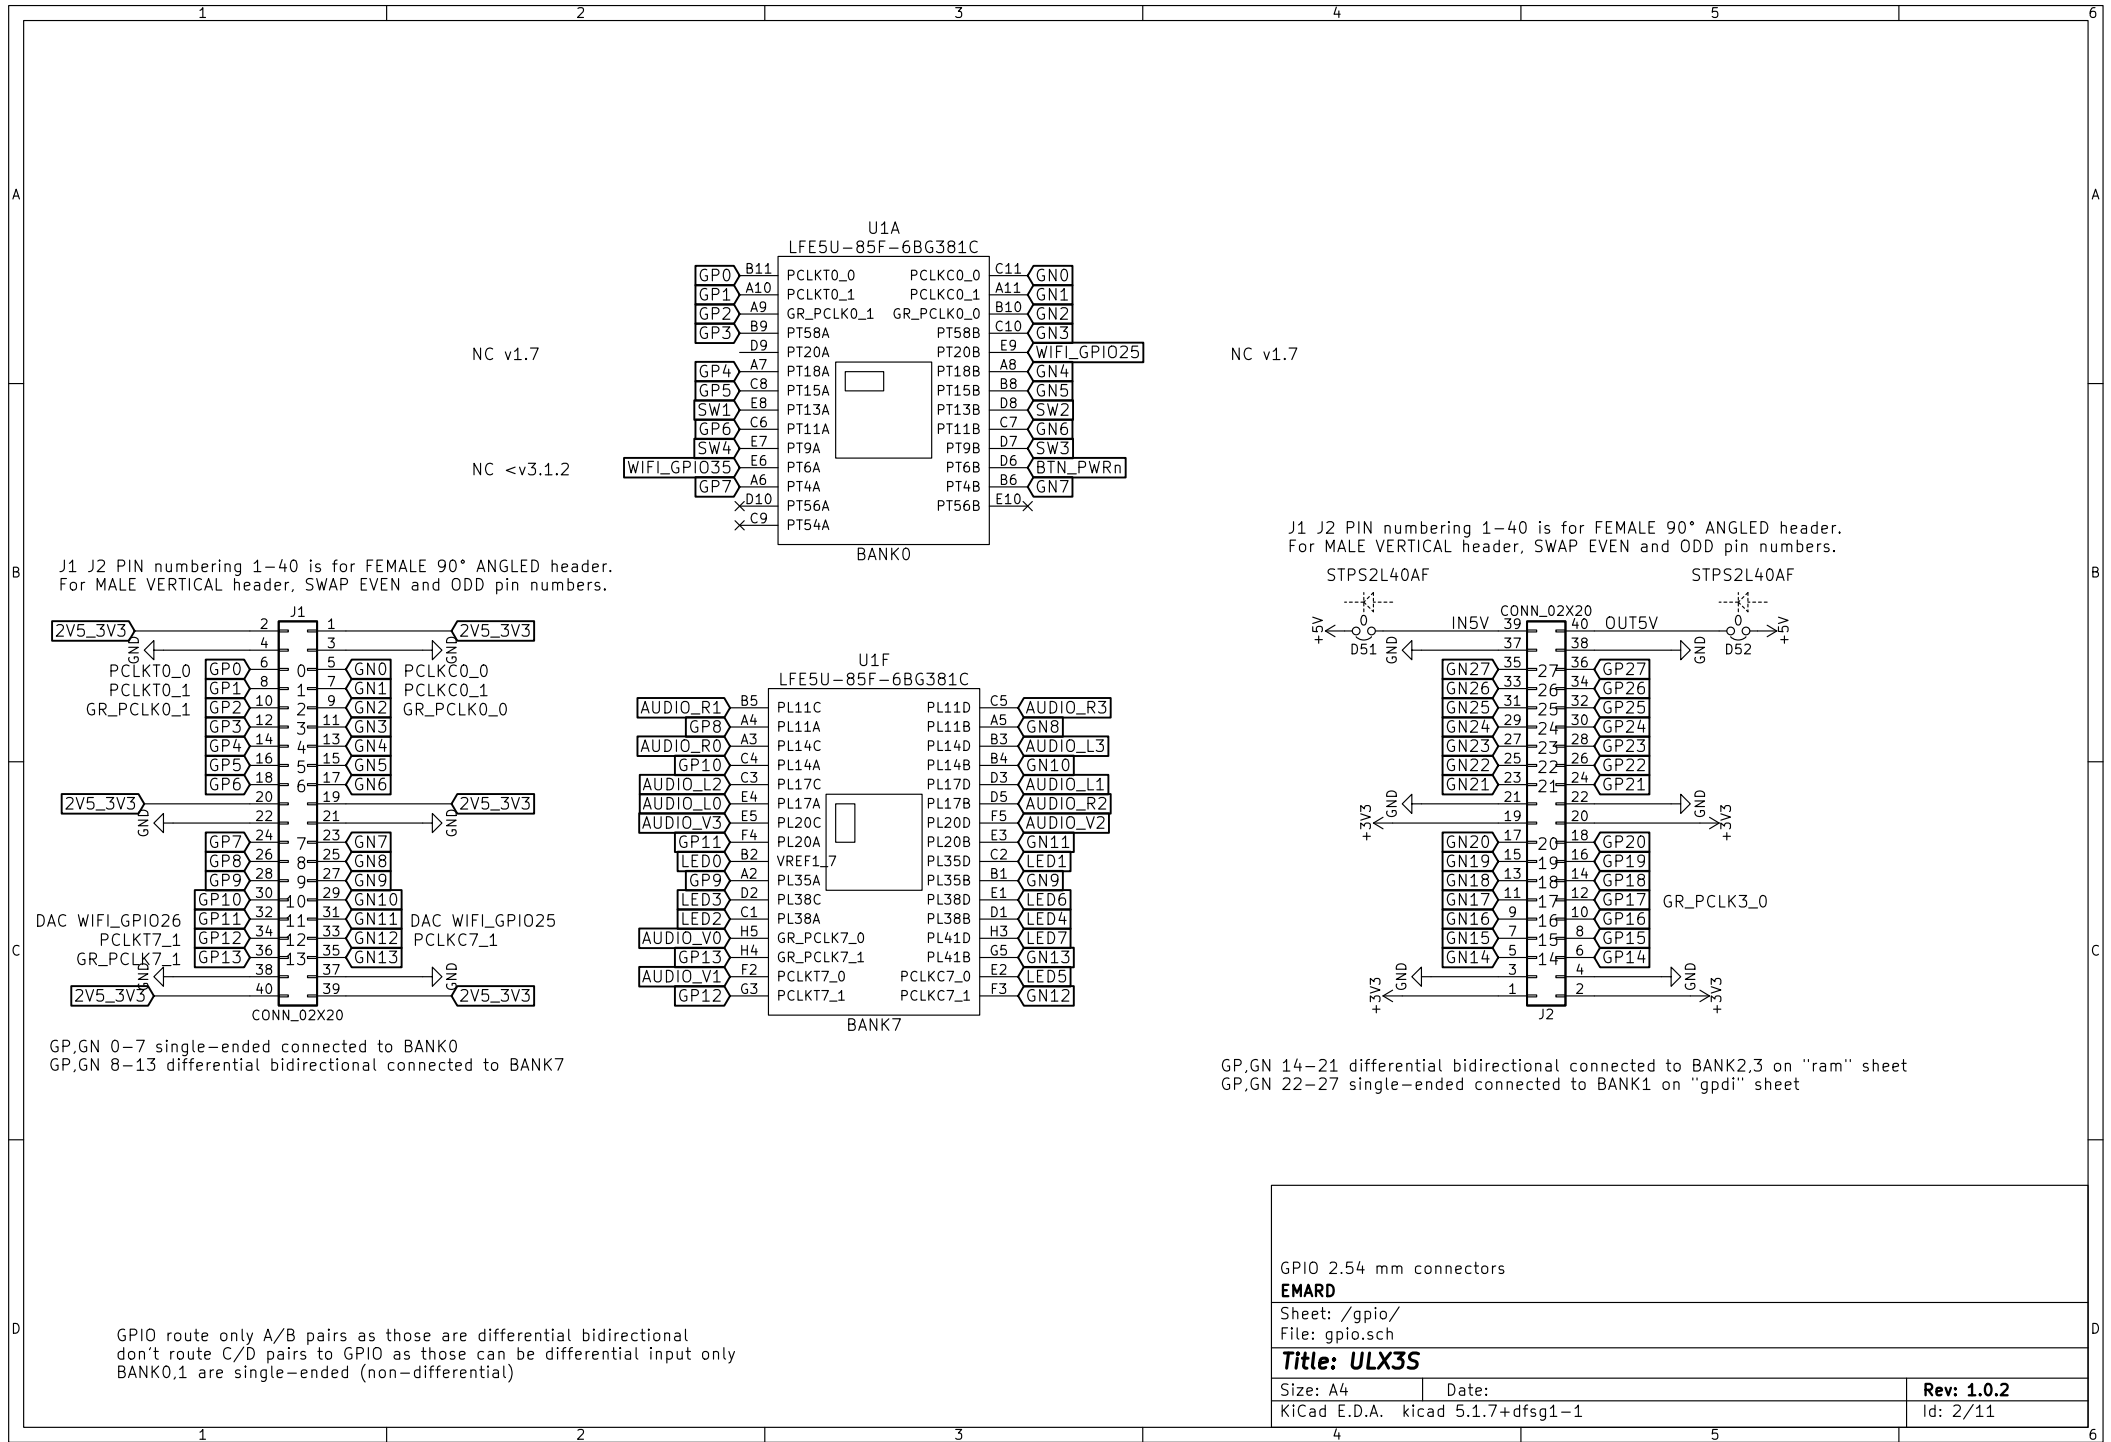 1 2 3 4 5 6
A A
U1A
LFE5U-85F-6BG381C
GP0 B11 PCLKT0_0 PCLKC0_0 C11 GN0
GP1 A10 PCLKT0_1 PCLKC0_1 A11 GN1
GP2 A9 GR_PCLK0_1 GR_PCLK0_0 B10 GN2
GP3 B9 PT58A PT58B C10 GN3
NC v1.7 D9 PT20A PT20B E9 WIFI_GPIO25 NC v1.7
GP4 A7 PT18A PT18B A8 GN4
GP5 C8 PT15A PT15B B8 GN5
SW1 E8 PT13A PT13B D8 SW2
GP6 C6 PT11A PT11B C7 GN6
SW4 E7 PT9A PT9B D7 SW3
NC <v3.1.2 WIFI_GPIO35 E6 PT6A PT6B D6 BTN_PWRn
GP7 A6 PT4A PT4B B6 GN7
D10 PT56A PT56B E10
C9 PT54A
BANK0
B B
J1 J2 PIN numbering 1-40 is for FEMALE 90° ANGLED header.
For MALE VERTICAL header, SWAP EVEN and ODD pin numbers.
J1
2V5_3V3 2 1 2V5_3V3
GND 4 3 GND
PCLKT0_0 GP0 6 0 5 GN0 PCLKC0_0
PCLKT0_1 GP1 8 1 7 GN1 PCLKC0_1
GR_PCLK0_1 GP2 10 2 9 GN2 GR_PCLK0_0
GP3 12 3 11 GN3
GP4 14 4 13 GN4
GP5 16 5 15 GN5
GP6 18 6 17 GN6
2V5_3V3 20 19 2V5_3V3
GND 22 21 GND
GP7 24 7 23 GN7
GP8 26 8 25 GN8
GP9 28 9 27 GN9
GP10 30 10 29 GN10
DAC WIFI_GPIO26 GP11 32 11 31 GN11 DAC WIFI_GPIO25
PCLKT7_1 GP12 34 12 33 GN12 PCLKC7_1
GR_PCLK7_1 GP13 36 13 35 GN13
GND 38 37 GND
2V5_3V3 40 39 2V5_3V3
CONN_02X20
GP,GN 0-7 single-ended connected to BANK0
GP,GN 8-13 differential bidirectional connected to BANK7
U1F
LFE5U-85F-6BG381C
AUDIO_R1 B5 PL11C PL11D C5 AUDIO_R3
GP8 A4 PL11A PL11B A5 GN8
AUDIO_R0 A3 PL14C PL14D B3 AUDIO_L3
GP10 C4 PL14A PL14B B4 GN10
AUDIO_L2 C3 PL17C PL17D D3 AUDIO_L1
AUDIO_L0 E4 PL17A PL17B D5 AUDIO_R2
AUDIO_V3 E5 PL20C PL20D F5 AUDIO_V2
GP11 F4 PL20A PL20B E3 GN11
LED0 B2 VREF1_7 PL35D C2 LED1
GP9 A2 PL35A PL35B B1 GN9
LED3 D2 PL38C PL38D E1 LED6
LED2 C1 PL38A PL38B D1 LED4
AUDIO_V0 H5 GR_PCLK7_0 PL41D H3 LED7
GP13 H4 GR_PCLK7_1 PL41B G5 GN13
AUDIO_V1 F2 PCLKT7_0 PCLKC7_0 E2 LED5
GP12 G3 PCLKT7_1 PCLKC7_1 F3 GN12
BANK7
J1 J2 PIN numbering 1-40 is for FEMALE 90° ANGLED header.
For MALE VERTICAL header, SWAP EVEN and ODD pin numbers.
STPS2L40AF STPS2L40AF
CONN_02X20
+5V 0 IN5V 39 40 OUT5V 0 +5V
D51 GND 37 38 GND D52
GN27 35 27 36 GP27
GN26 33 26 34 GP26
GN25 31 25 32 GP25
GN24 29 24 30 GP24
GN23 27 23 28 GP23
GN22 25 22 26 GP22
GN21 23 21 24 GP21
GND 21 22 GND
+3V3 19 20 +3V3
GN20 17 20 18 GP20
GN19 15 19 16 GP19
GN18 13 18 14 GP18
GN17 11 17 12 GP17 GR_PCLK3_0
GN16 9 16 10 GP16
GN15 7 15 8 GP15
GN14 5 14 6 GP14
GND 3 4 GND
+3V3 1 2 +3V3
J2
GP,GN 14-21 differential bidirectional connected to BANK2,3 on "ram" sheet
GP,GN 22-27 single-ended connected to BANK1 on "gpdi" sheet
C C
D D
GPIO route only A/B pairs as those are differential bidirectional
don't route C/D pairs to GPIO as those can be differential input only
BANK0,1 are single-ended (non-differential)
GPIO 2.54 mm connectors
EMARD
Sheet: /gpio/
File: gpio.sch
Title: ULX3S
Size: A4 Date: Rev: 1.0.2
KiCad E.D.A. kicad 5.1.7+dfsg1-1 Id: 2/11
1 2 3 4 5 6